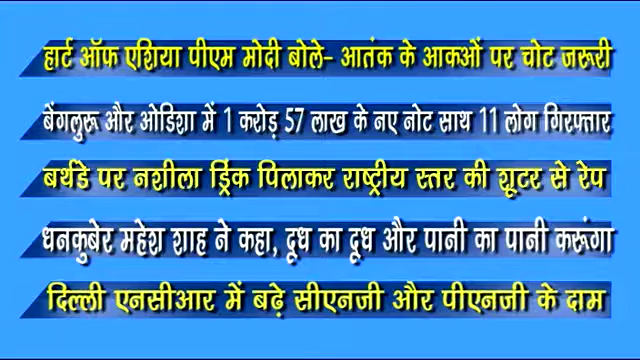 हार्ट ऑफ एशिया पीएम मोदी बोले- आतंक के आकओं पर चोट जरूरी
बेंगलुरू और ओडिशा में 1 करोड़ 57 लाख के नए नोट साथ 11 लोग गिरफ्तार
बर्थडे पर नशीला ड्रिंक पिलाकर राष्ट्रीय स्तर की शूटर से रेप
धनकुबेर महेश शाह ने कहा, दूध का दूध और पानी का पानी करूंगा
दिल्ली एनसीआर में बढ़े सीएनजी और पीएनजी के दाम